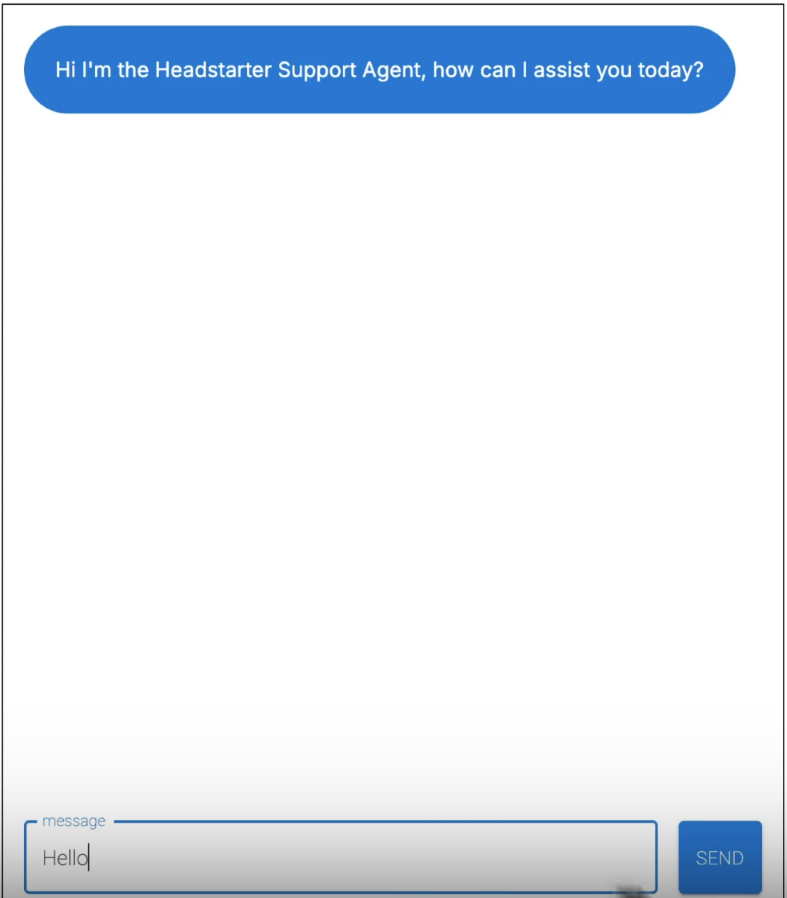 Hi I'm the Headstarter Support Agent, how can I assist you today?
message
Hello
SEND